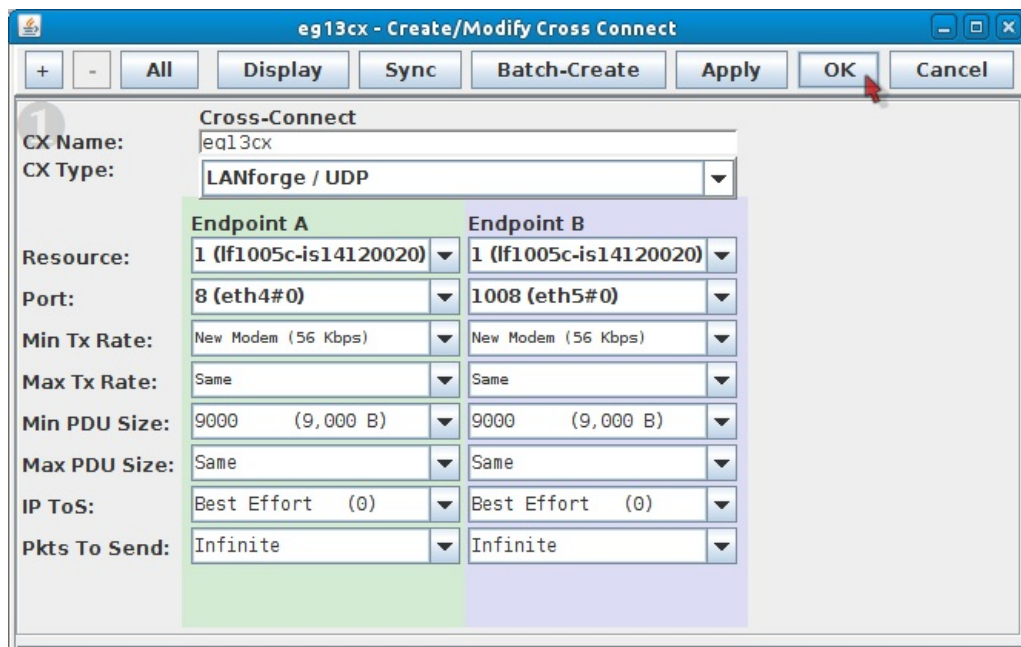 eg13cx - Create/Modify Cross Connect
+ - All Display Sync Batch-Create Apply OK Cancel
1
Cross-Connect
CX Name: eg13cx
CX Type: LANforge / UDP
Endpoint A Endpoint B
Resource: 1 (lf1005c-is14120020) 1 (lf1005c-is14120020)
Port: 8 (eth4#0) 1008 (eth5#0)
Min Tx Rate: New Modem (56 Kbps) New Modem (56 Kbps)
Max Tx Rate: Same Same
Min PDU Size: 9000 (9,000 B) 9000 (9,000 B)
Max PDU Size: Same Same
IP ToS: Best Effort (0) Best Effort (0)
Pkts To Send: Infinite Infinite